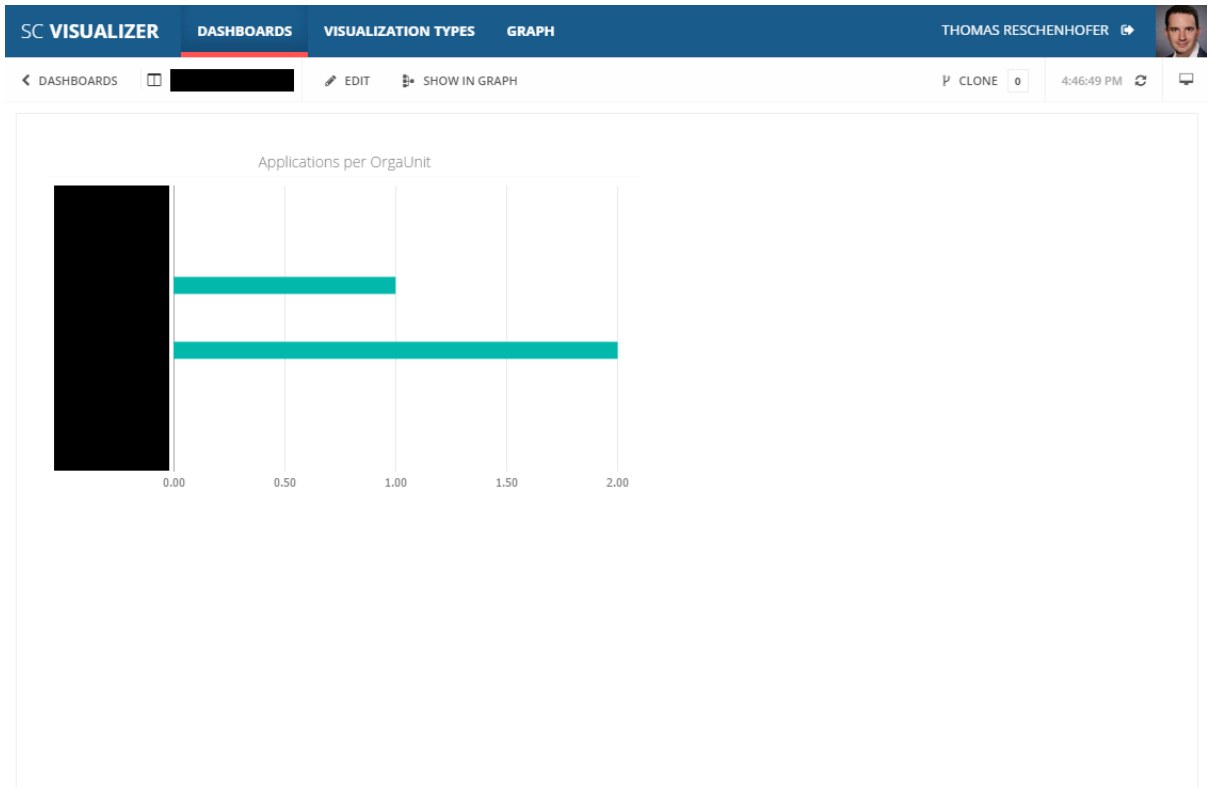 SC VISUALIZER DASHBOARDS VISUALIZATION TYPES GRAPH THOMAS RESCHENHOFER
DASHBOARDS EDIT SHOW IN GRAPH CLONE 0 4:46:49 PM
Applications per OrgaUnit
0.00 0.50 1.00 1.50 2.00